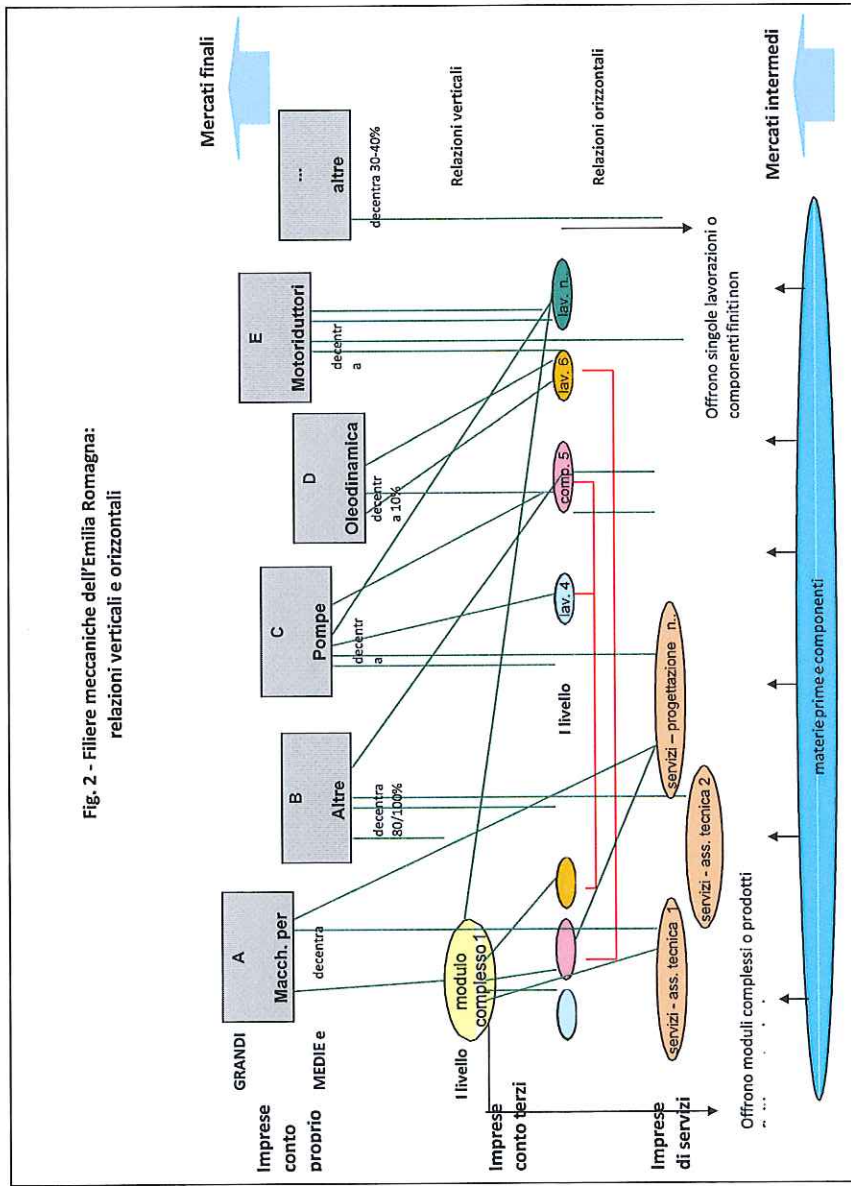 Fig. 2 - Filiere meccaniche dell'Emilia Romagna:
relazioni verticali e orizzontali
Mercati finali
GRANDI
MEDIE e
Imprese
conto
proprio
A
Macch. per
decentra
B
Altre
decentra
80/100%
C
Pompe
decentr
a
D
Oleodinamica
decentr
a 10%
E
Motoriduttori
decentr
a
...
altre
decentra 30-40%
Relazioni verticali
I livello
modulo
complesso 1
Imprese
conto terzi
I livello
lav. 4
comp. 5
lav. 6
lav. n..
Relazioni orizzontali
Imprese
di servizi
servizi - ass. tecnica 1
servizi - ass. tecnica 2
servizi – progettazione n..
Offrono moduli complessi o prodotti
Offrono singole lavorazioni o
componenti finiti non
materie prime e componenti
Mercati intermedi